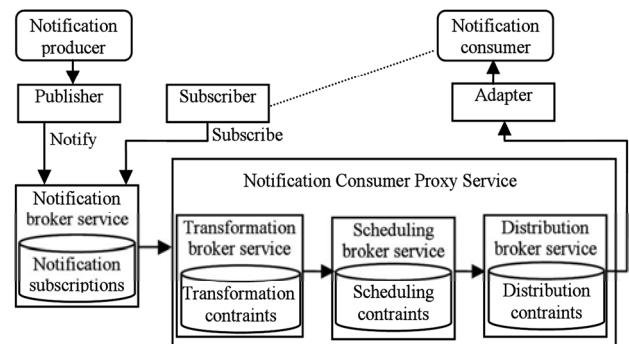 Notification
producer
Notification
consumer
Publisher
Subscriber
Adapter
Notify
Subscribe
Notification
broker service
Notification
subscriptions
Notification Consumer Proxy Service
Transformation
broker service
Transformation
contraints
Scheduling
broker service
Scheduling
contraints
Distribution
broker service
Distribution
contraints